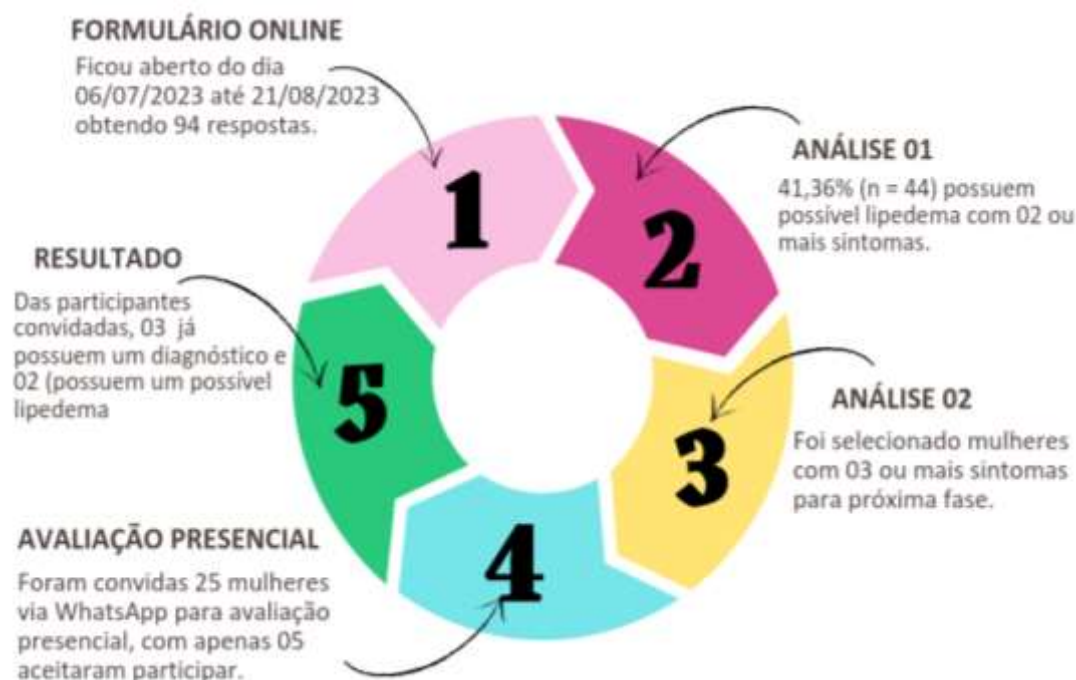 FORMULÁRIO ONLINE
Ficou aberto do dia
06/07/2023 até 21/08/2023
obtendo 94 respostas.
1
2
ANÁLISE 01
41,36% (n = 44) possuem
possível lipedema com 02 ou
mais sintomas.
3
ANÁLISE 02
Foi selecionado mulheres
com 03 ou mais sintomas
para próxima fase.
4
AVALIAÇÃO PRESENCIAL
Foram convidas 25 mulheres
via WhatsApp para avaliação
presencial, com apenas 05
aceitaram participar.
5
RESULTADO
Das participantes
convidadas, 03 já
possuem um diagnóstico e
02 (possuem um possível
lipedema